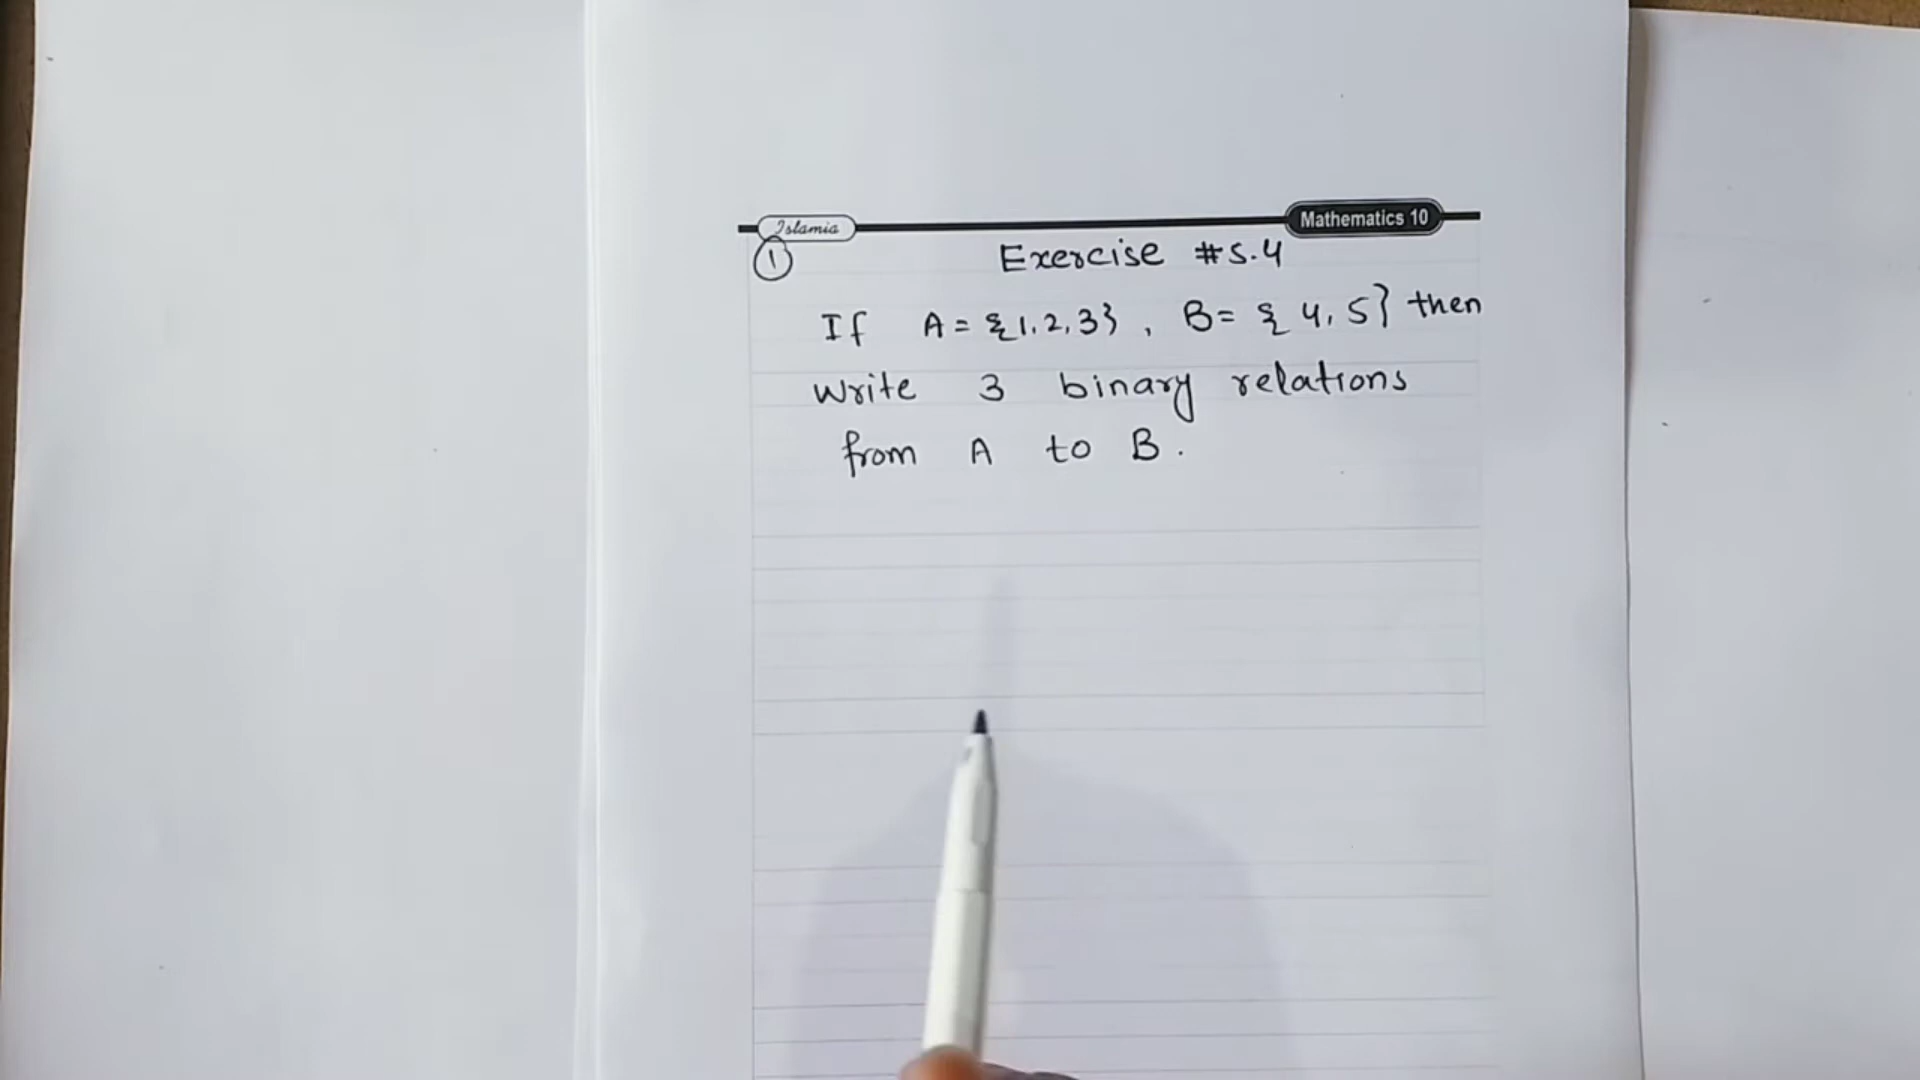 Islamia
Mathematics 10
① Exercise #5.4
If A = {1, 2, 3} , B = { 4, 5} then
write 3 binary relations
from A to B.